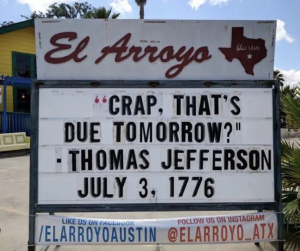 El Arroyo
"CRAP, THAT'S
DUE TOMORROW?"
- THOMAS JEFFERSON
JULY 3, 1776
LIKE US ON FACEBOOK FOLLOW US ON INSTAGRAM
/ELARROYOAUSTIN @ELARROYO_ATX